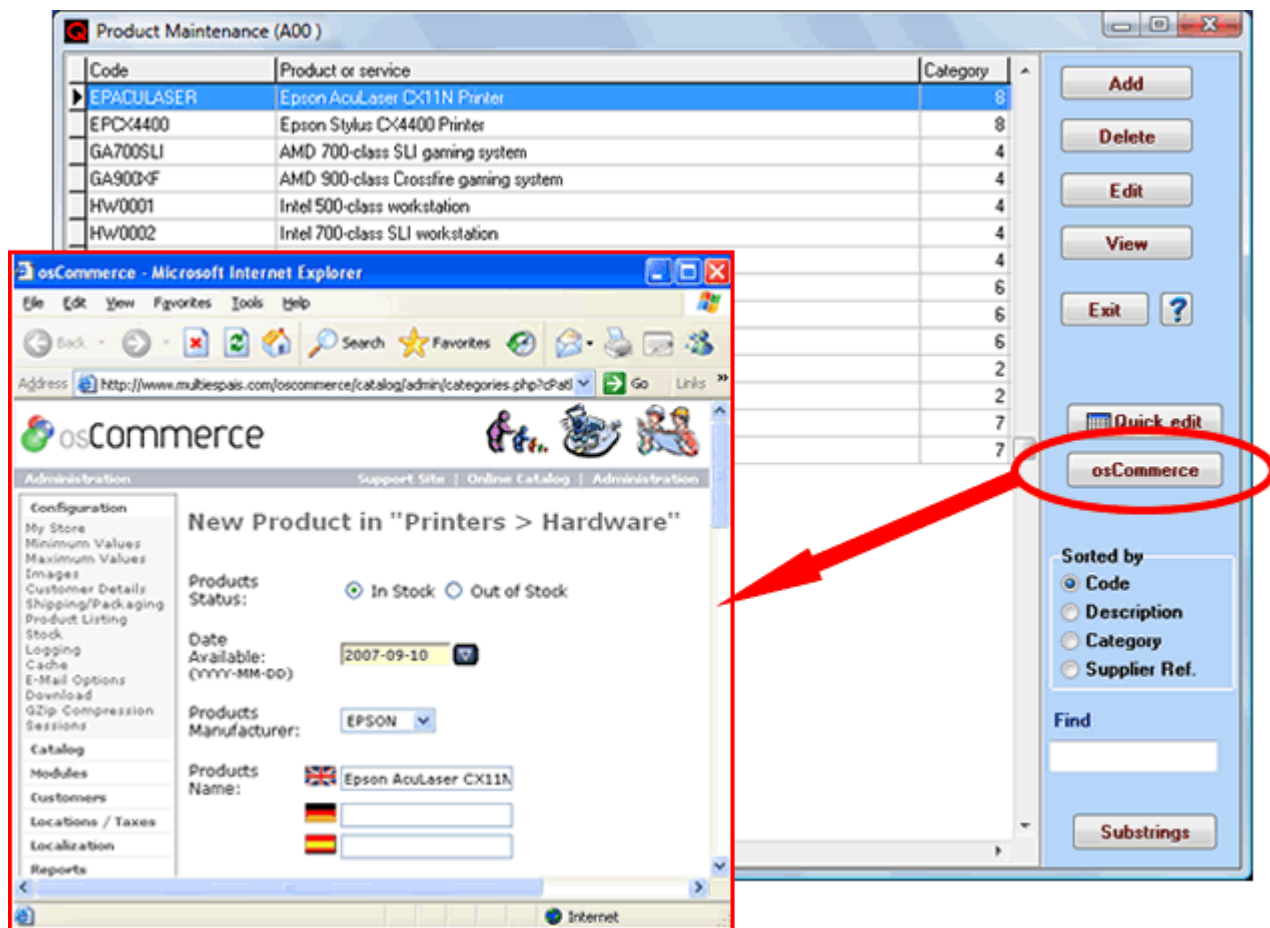 Product Maintenance (A00 )
Code Product or service Category
EPACULASER Epson AcuLaser CX11N Printer 8
EPCX4400 Epson Stylus CX4400 Printer 8
GA700SLI AMD 700-class SLI gaming system 4
GA900XF AMD 900-class Crossfire gaming system 4
HW0001 Intel 500-class workstation 4
HW0002 Intel 700-class SLI workstation 4
4
6
6
6
2
2
7
7
Add
Delete
Edit
View
Exit ?
Quick edit
osCommerce
Sorted by
Code
Description
Category
Supplier Ref.
Find
Substrings
osCommerce - Microsoft Internet Explorer
File Edit View Favorites Tools Help
Back Search Favorites
Address http://www.multiespais.com/oscommerce/catalog/admin/categories.php?cPatl Go Links »
osCommerce
Administration Support Site | Online Catalog | Administration
Configuration
My Store
Minimum Values
Maximum Values
Images
Customer Details
Shipping/Packaging
Product Listing
Stock
Logging
Cache
E-Mail Options
Download
GZip Compression
Sessions
Catalog
Modules
Customers
Locations / Taxes
Localization
Reports
New Product in "Printers > Hardware"
Products
Status: In Stock Out of Stock
Date
Available: 2007-09-10
(YYYY-MM-DD)
Products
Manufacturer: EPSON
Products
Name: Epson AcuLaser CX11N
Internet